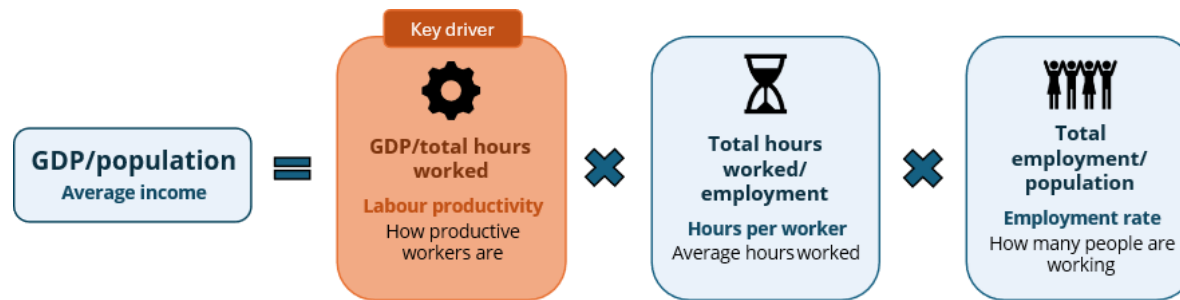 Key driver
GDP/population
Average income
GDP/total hours
worked
Labour productivity
How productive
workers are
Total hours
worked/
employment
Hours per worker
Average hours worked
Total
employment/
population
Employment rate
How many people are
working